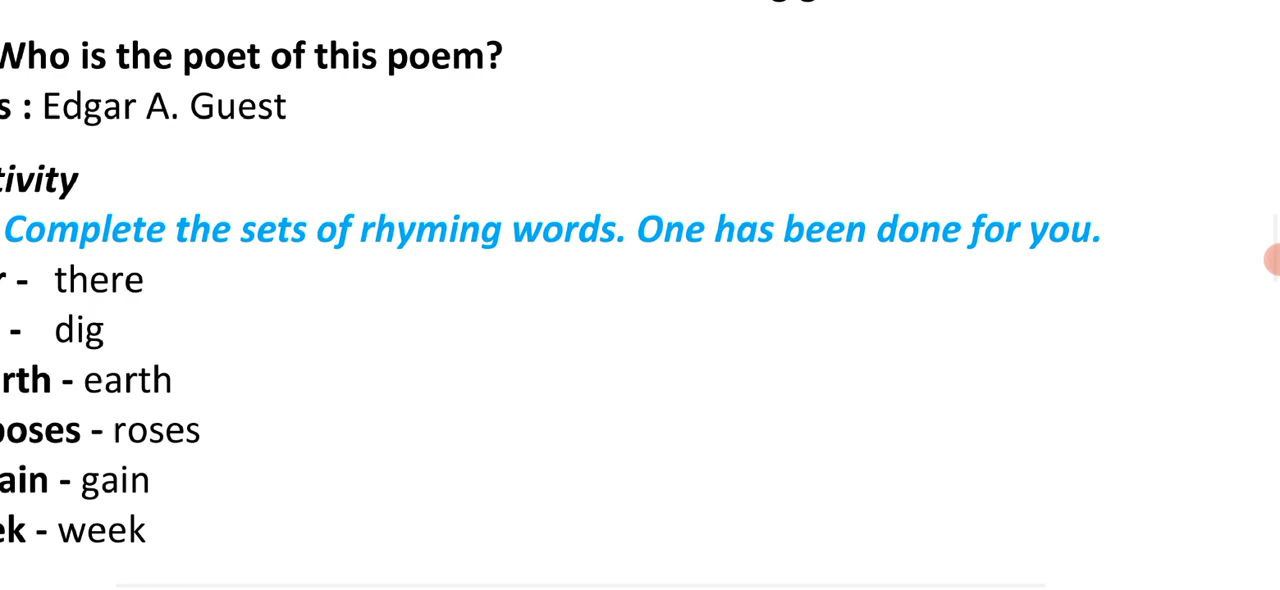 Who is the poet of this poem?
s : Edgar A. Guest
tivity
Complete the sets of rhyming words. One has been done for you.
r - there
- dig
rth - earth
poses - roses
ain - gain
ek - week